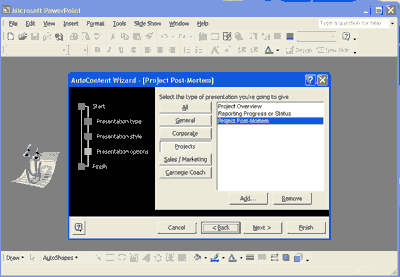 Microsoft PowerPoint
File Edit View Insert Format Tools Slide Show Window Help
Type a question for help
Design New Slide
AutoContent Wizard - [Project Post-Mortem]
Start
Presentation type
Presentation style
Presentation options
Finish
Select the type of presentation you're going to give
All
General
Corporate
Projects
Sales / Marketing
Carnegie Coach
Project Overview
Reporting Progress or Status
Project Post-Mortem
Add... Remove
Cancel < Back Next > Finish
Draw AutoShapes